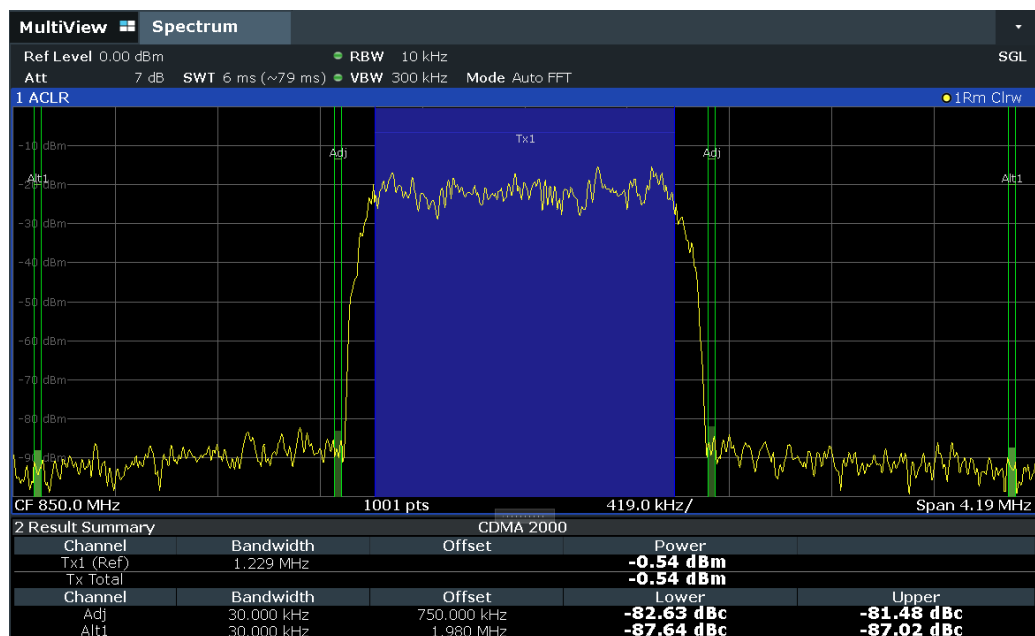 MultiView Spectrum
Ref Level 0.00 dBm RBW 10 kHz SGL
Att 7 dB SWT 6 ms (~79 ms) VBW 300 kHz Mode Auto FFT
1 ACLR 1Rm Clrw
Tx1
Adj Adj
Alt1 Alt1
-10 dBm
-20 dBm
-30 dBm
-40 dBm
-50 dBm
-60 dBm
-70 dBm
-80 dBm
-90 dBm
CF 850.0 MHz 1001 pts 419.0 kHz/ Span 4.19 MHz
2 Result Summary CDMA 2000
Channel Bandwidth Offset Power
Tx1 (Ref) 1.229 MHz -0.54 dBm
Tx Total -0.54 dBm
Channel Bandwidth Offset Lower Upper
Adj 30.000 kHz 750.000 kHz -82.63 dBc -81.48 dBc
Alt1 30.000 kHz 1.980 MHz -87.64 dBc -87.02 dBc